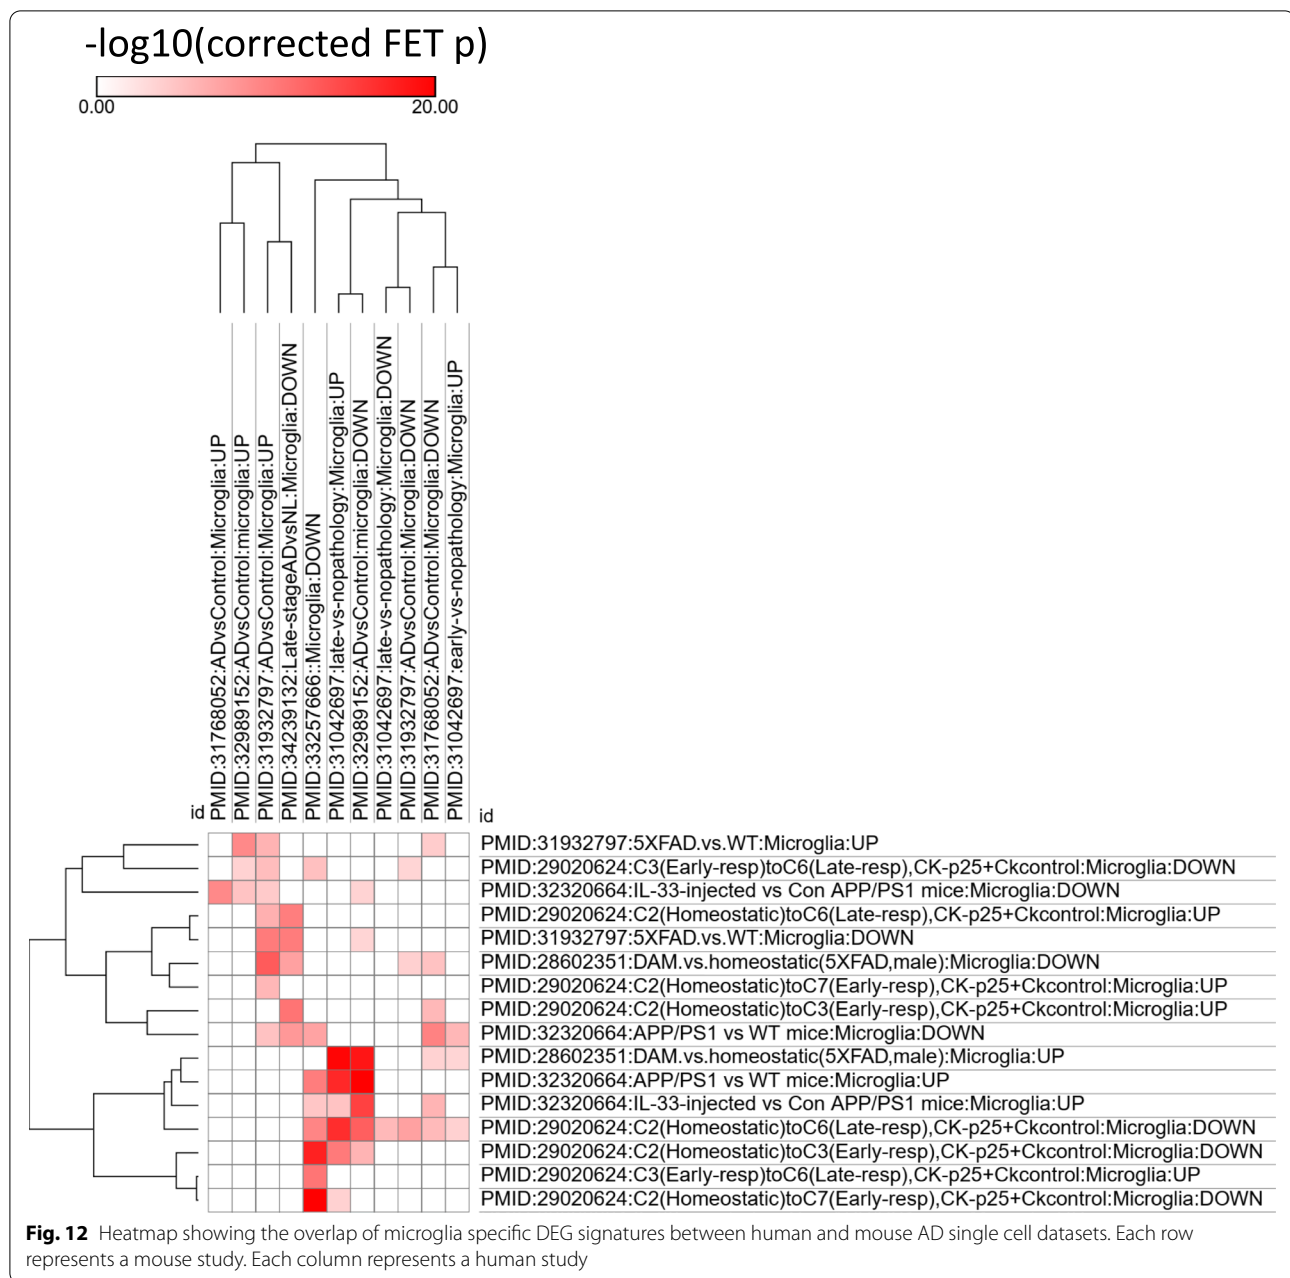 -log10(corrected FET p)
0.00 20.00
PMID:31768052:ADvsControl:Microglia:UP
PMID:32989152:ADvsControl:microglia:UP
PMID:31932797:ADvsControl:Microglia:UP
PMID:34239132:Late-stageADvsNL:Microglia:DOWN
PMID:33257666::Microglia:DOWN
PMID:31042697:late-vs-nopathology:Microglia:UP
PMID:32989152:ADvsControl:microglia:DOWN
PMID:31042697:late-vs-nopathology:Microglia:DOWN
PMID:31932797:ADvsControl:Microglia:DOWN
PMID:31768052:ADvsControl:Microglia:DOWN
PMID:31042697:early-vs-nopathology:Microglia:UP
id id
PMID:31932797:5XFAD.vs.WT:Microglia:UP
PMID:29020624:C3(Early-resp)toC6(Late-resp),CK-p25+Ckcontrol:Microglia:DOWN
PMID:32320664:IL-33-injected vs Con APP/PS1 mice:Microglia:DOWN
PMID:29020624:C2(Homeostatic)toC6(Late-resp),CK-p25+Ckcontrol:Microglia:UP
PMID:31932797:5XFAD.vs.WT:Microglia:DOWN
PMID:28602351:DAM.vs.homeostatic(5XFAD,male):Microglia:DOWN
PMID:29020624:C2(Homeostatic)toC7(Early-resp),CK-p25+Ckcontrol:Microglia:UP
PMID:29020624:C2(Homeostatic)toC3(Early-resp),CK-p25+Ckcontrol:Microglia:UP
PMID:32320664:APP/PS1 vs WT mice:Microglia:DOWN
PMID:28602351:DAM.vs.homeostatic(5XFAD,male):Microglia:UP
PMID:32320664:APP/PS1 vs WT mice:Microglia:UP
PMID:32320664:IL-33-injected vs Con APP/PS1 mice:Microglia:UP
PMID:29020624:C2(Homeostatic)toC6(Late-resp),CK-p25+Ckcontrol:Microglia:DOWN
PMID:29020624:C2(Homeostatic)toC3(Early-resp),CK-p25+Ckcontrol:Microglia:DOWN
PMID:29020624:C3(Early-resp)toC6(Late-resp),CK-p25+Ckcontrol:Microglia:UP
PMID:29020624:C2(Homeostatic)toC7(Early-resp),CK-p25+Ckcontrol:Microglia:DOWN
Fig. 12 Heatmap showing the overlap of microglia specific DEG signatures between human and mouse AD single cell datasets. Each row
represents a mouse study. Each column represents a human study